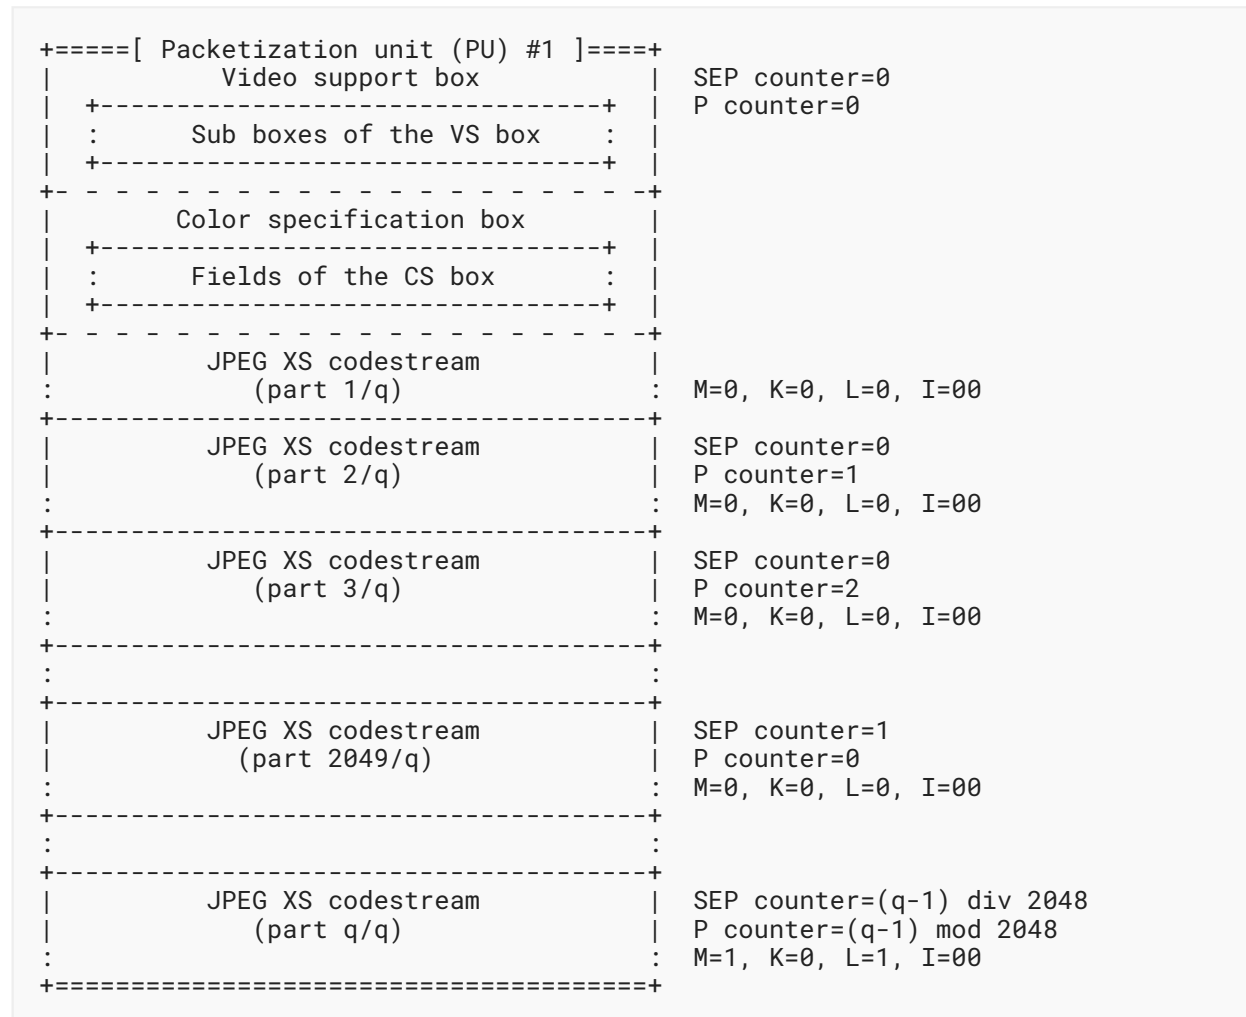 +=====[ Packetization unit (PU) #1 ]====+
|           Video support box           |  SEP counter=0
|  +---------------------------------+  |  P counter=0
|  :      Sub boxes of the VS box    :  |
|  +---------------------------------+  |
+- - - - - - - - - - - - - - - - - - - -+
|        Color specification box        |
|  +---------------------------------+  |
|  :      Fields of the CS box       :  |
|  +---------------------------------+  |
+- - - - - - - - - - - - - - - - - - - -+
|          JPEG XS codestream           |
:             (part 1/q)                :  M=0, K=0, L=0, I=00
+---------------------------------------+
|          JPEG XS codestream           |  SEP counter=0
|             (part 2/q)                |  P counter=1
:                                       :  M=0, K=0, L=0, I=00
+---------------------------------------+
|          JPEG XS codestream           |  SEP counter=0
|             (part 3/q)                |  P counter=2
:                                       :  M=0, K=0, L=0, I=00
+---------------------------------------+
:                                       :
+---------------------------------------+
|          JPEG XS codestream           |  SEP counter=1
|            (part 2049/q)              |  P counter=0
:                                       :  M=0, K=0, L=0, I=00
+---------------------------------------+
:                                       :
+---------------------------------------+
|          JPEG XS codestream           |  SEP counter=(q-1) div 2048
|             (part q/q)                |  P counter=(q-1) mod 2048
:                                       :  M=1, K=0, L=1, I=00
+=======================================+